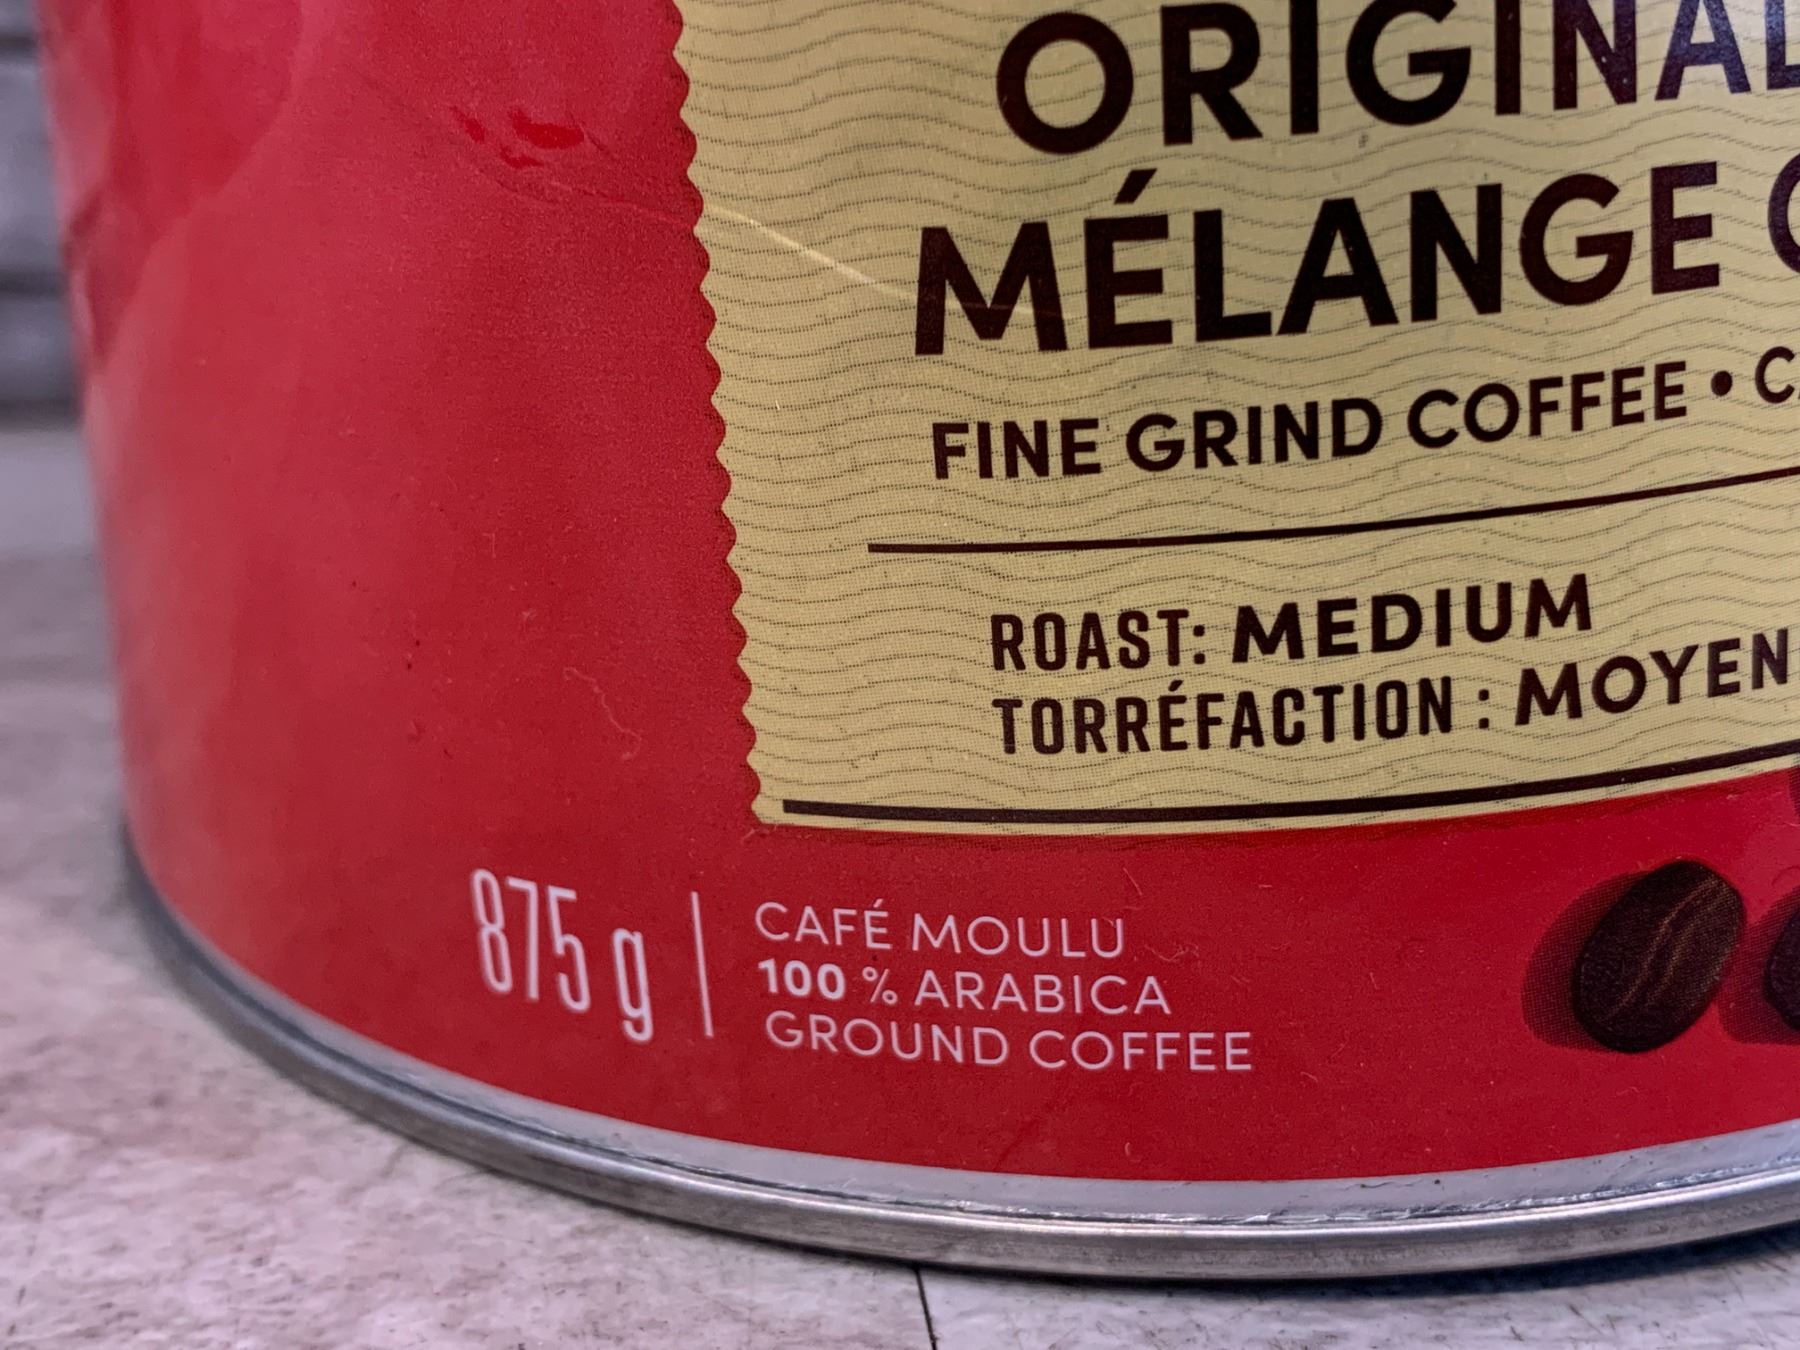 ORIGINAL
MÉLANGE
FINE GRIND COFFEE •
ROAST: MEDIUM
TORRÉFACTION : MOYEN
875 g
CAFÉ MOULU
100 % ARABICA
GROUND COFFEE